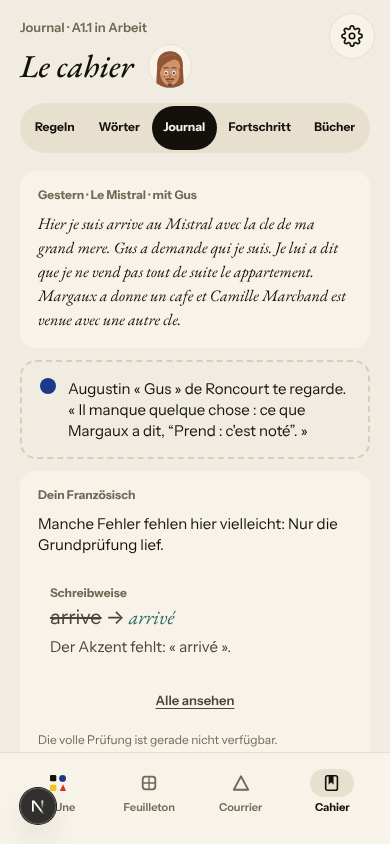 Journal · A1.1 in Arbeit
Le cahier
Regeln Wörter Journal Fortschritt Bücher
Gestern · Le Mistral · mit Gus
Hier je suis arrive au Mistral avec la cle de ma
grand mere. Gus a demande qui je suis. Je lui a dit
que je ne vend pas tout de suite le appartement.
Margaux a donne un cafe et Camille Marchand est
venue avec une autre cle.
Augustin « Gus » de Roncourt te regarde.
« Il manque quelque chose : ce que
Margaux a dit, “Prend : c'est noté”. »
Dein Französisch
Manche Fehler fehlen hier vielleicht: Nur die
Grundprüfung lief.
Schreibweise
arrive → arrivé
Der Akzent fehlt: « arrivé ».
Alle ansehen
Die volle Prüfung ist gerade nicht verfügbar.
N Une Feuilleton Courrier Cahier